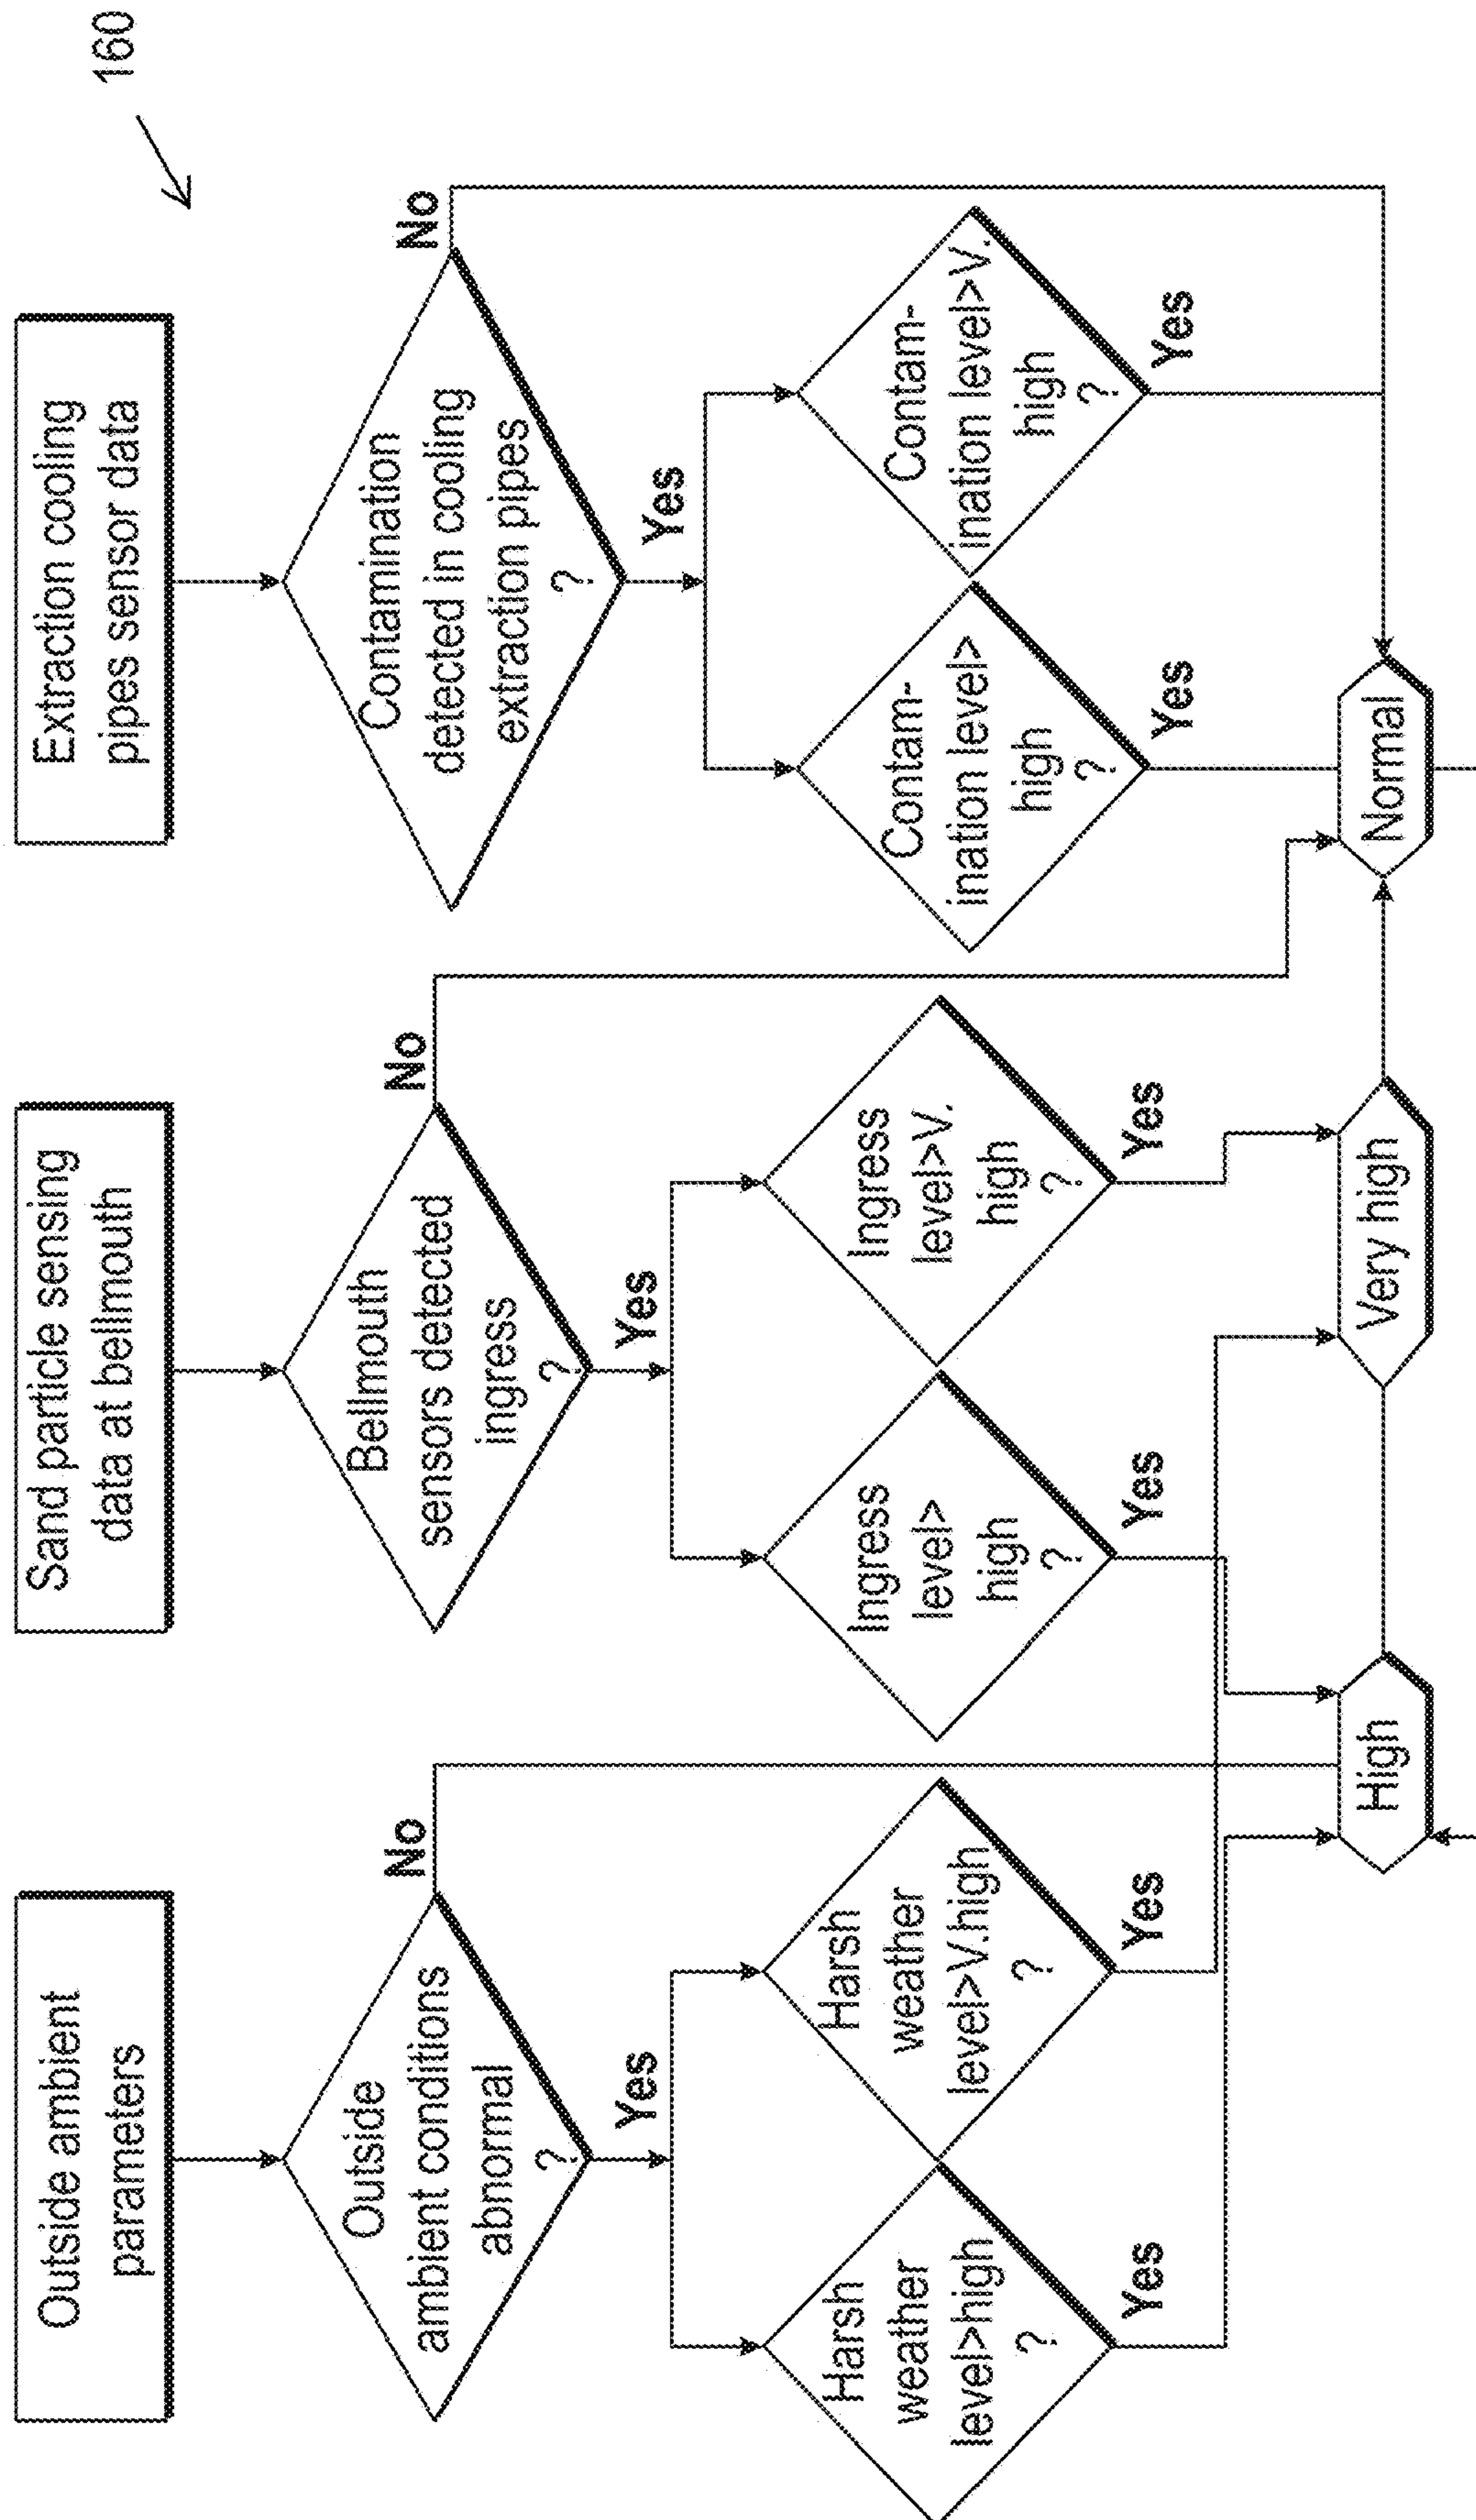 160
Outside ambient
parameters
Sand particle sensing
data at bellmouth
Extraction cooling
pipes sensor data
Outside
ambient conditions
abnormal
?
No
Yes
Bellmouth
sensors detected
ingress
?
No
Yes
Contamination
detected in cooling
extraction pipes
?
No
Yes
Harsh
weather
level>high
?
Yes
Harsh
weather
level>V.high
?
Yes
Ingress
level>
high
?
Yes
Ingress
level>V.
high
?
Yes
Contam-
ination level>
high
?
Yes
Contam-
ination level>V.
high
?
Yes
High
Very high
Normal